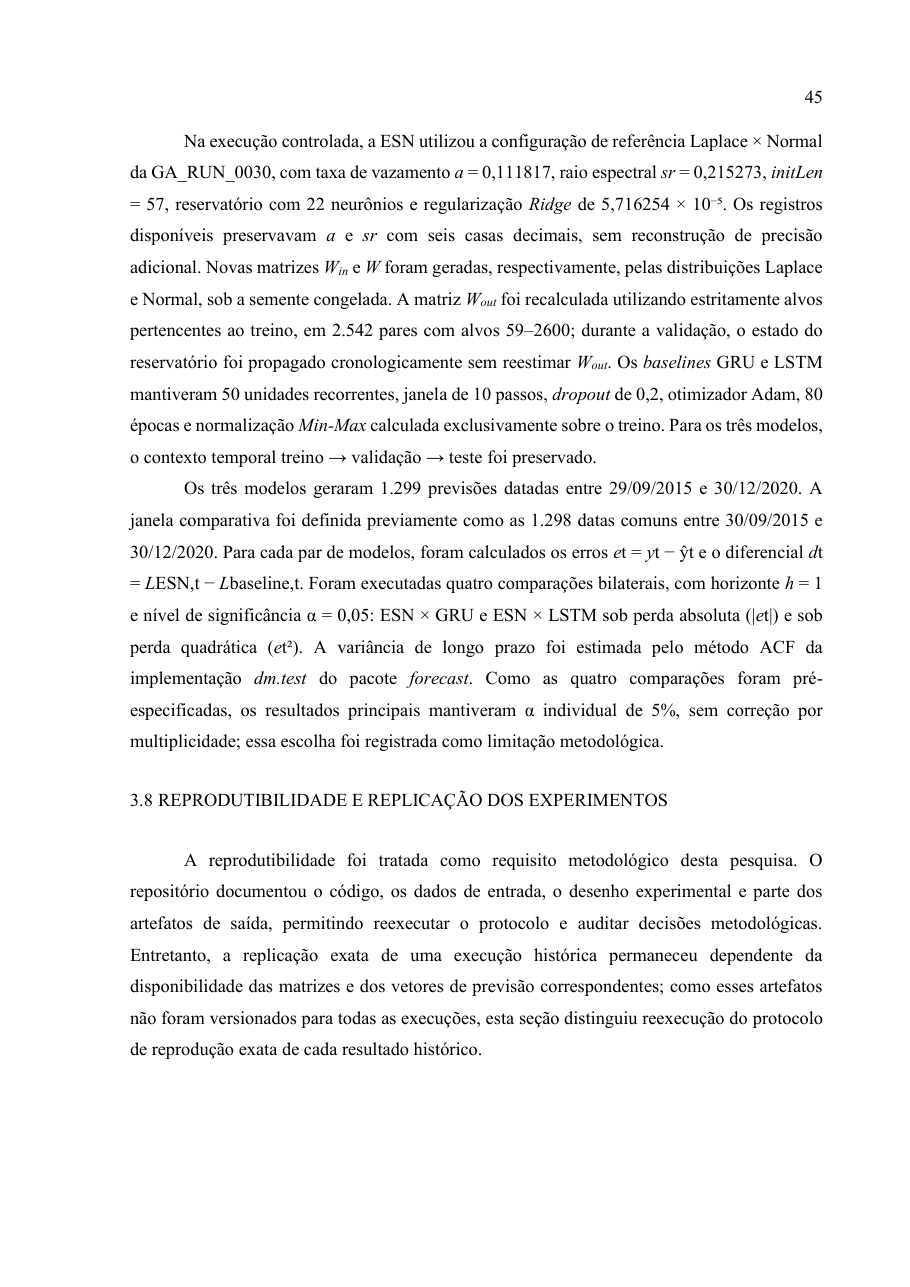 45
Na execução controlada, a ESN utilizou a configuração de referência Laplace × Normal
da GA_RUN_0030, com taxa de vazamento a = 0,111817, raio espectral sr = 0,215273, initLen
= 57, reservatório com 22 neurônios e regularização Ridge de 5,716254 × 10⁻⁵. Os registros
disponíveis preservavam a e sr com seis casas decimais, sem reconstrução de precisão
adicional. Novas matrizes Win e W foram geradas, respectivamente, pelas distribuições Laplace
e Normal, sob a semente congelada. A matriz Wout foi recalculada utilizando estritamente alvos
pertencentes ao treino, em 2.542 pares com alvos 59–2600; durante a validação, o estado do
reservatório foi propagado cronologicamente sem reestimar Wout. Os baselines GRU e LSTM
mantiveram 50 unidades recorrentes, janela de 10 passos, dropout de 0,2, otimizador Adam, 80
épocas e normalização Min-Max calculada exclusivamente sobre o treino. Para os três modelos,
o contexto temporal treino → validação → teste foi preservado.
Os três modelos geraram 1.299 previsões datadas entre 29/09/2015 e 30/12/2020. A
janela comparativa foi definida previamente como as 1.298 datas comuns entre 30/09/2015 e
30/12/2020. Para cada par de modelos, foram calculados os erros et = yt − ŷt e o diferencial dt
= LESN,t − Lbaseline,t. Foram executadas quatro comparações bilaterais, com horizonte h = 1
e nível de significância α = 0,05: ESN × GRU e ESN × LSTM sob perda absoluta (|et|) e sob
perda quadrática (et²). A variância de longo prazo foi estimada pelo método ACF da
implementação dm.test do pacote forecast. Como as quatro comparações foram pré-
especificadas, os resultados principais mantiveram α individual de 5%, sem correção por
multiplicidade; essa escolha foi registrada como limitação metodológica.
3.8 REPRODUTIBILIDADE E REPLICAÇÃO DOS EXPERIMENTOS
A reprodutibilidade foi tratada como requisito metodológico desta pesquisa. O
repositório documentou o código, os dados de entrada, o desenho experimental e parte dos
artefatos de saída, permitindo reexecutar o protocolo e auditar decisões metodológicas.
Entretanto, a replicação exata de uma execução histórica permaneceu dependente da
disponibilidade das matrizes e dos vetores de previsão correspondentes; como esses artefatos
não foram versionados para todas as execuções, esta seção distinguiu reexecução do protocolo
de reprodução exata de cada resultado histórico.